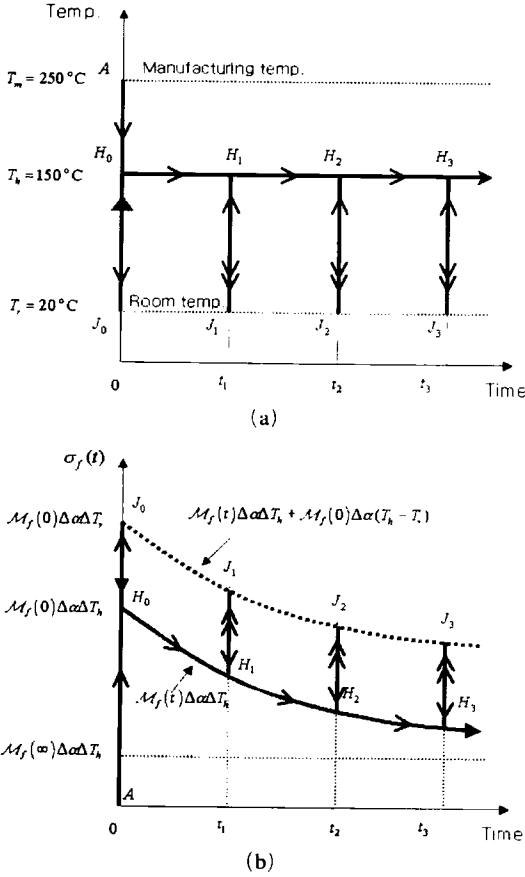 Temp.
T_m = 250°C
A
Manufacturing temp.
H_0
H_1
H_2
H_3
T_h = 150°C
T_r = 20°C
Room temp.
J_0
J_1
J_2
J_3
0
t_1
t_2
t_3
Time
(a)
σ_f(t)
J_0
ℳ_f(t)ΔαΔT_h + ℳ_f(0)Δα(T_h − T_r)
ℳ_f(0)ΔαΔT_r
J_1
J_2
J_3
ℳ_f(0)ΔαΔT_h
H_0
H_1
H_2
H_3
ℳ_f(t)ΔαΔT_h
ℳ_f(∞)ΔαΔT_h
A
0
t_1
t_2
t_3
Time
(b)